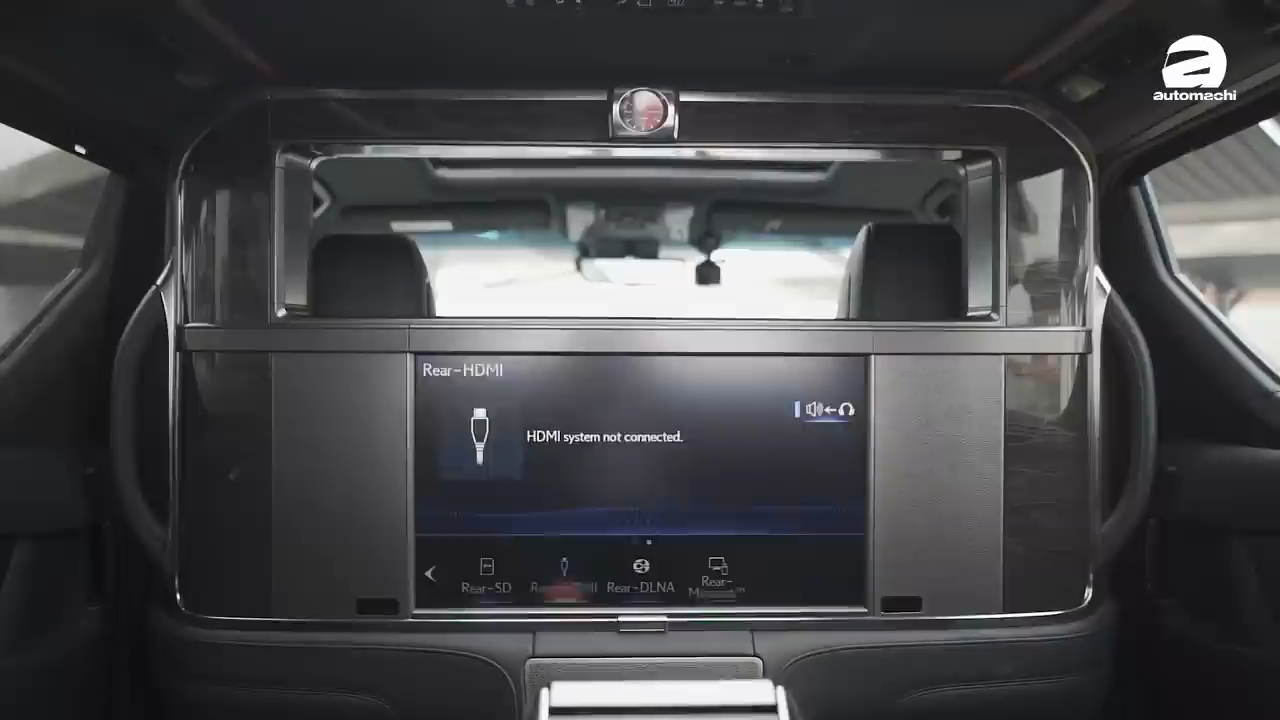 automachi
Rear-HDMI
HDMI system not connected.
Rear-SD
Rear-DLNA
Rear-